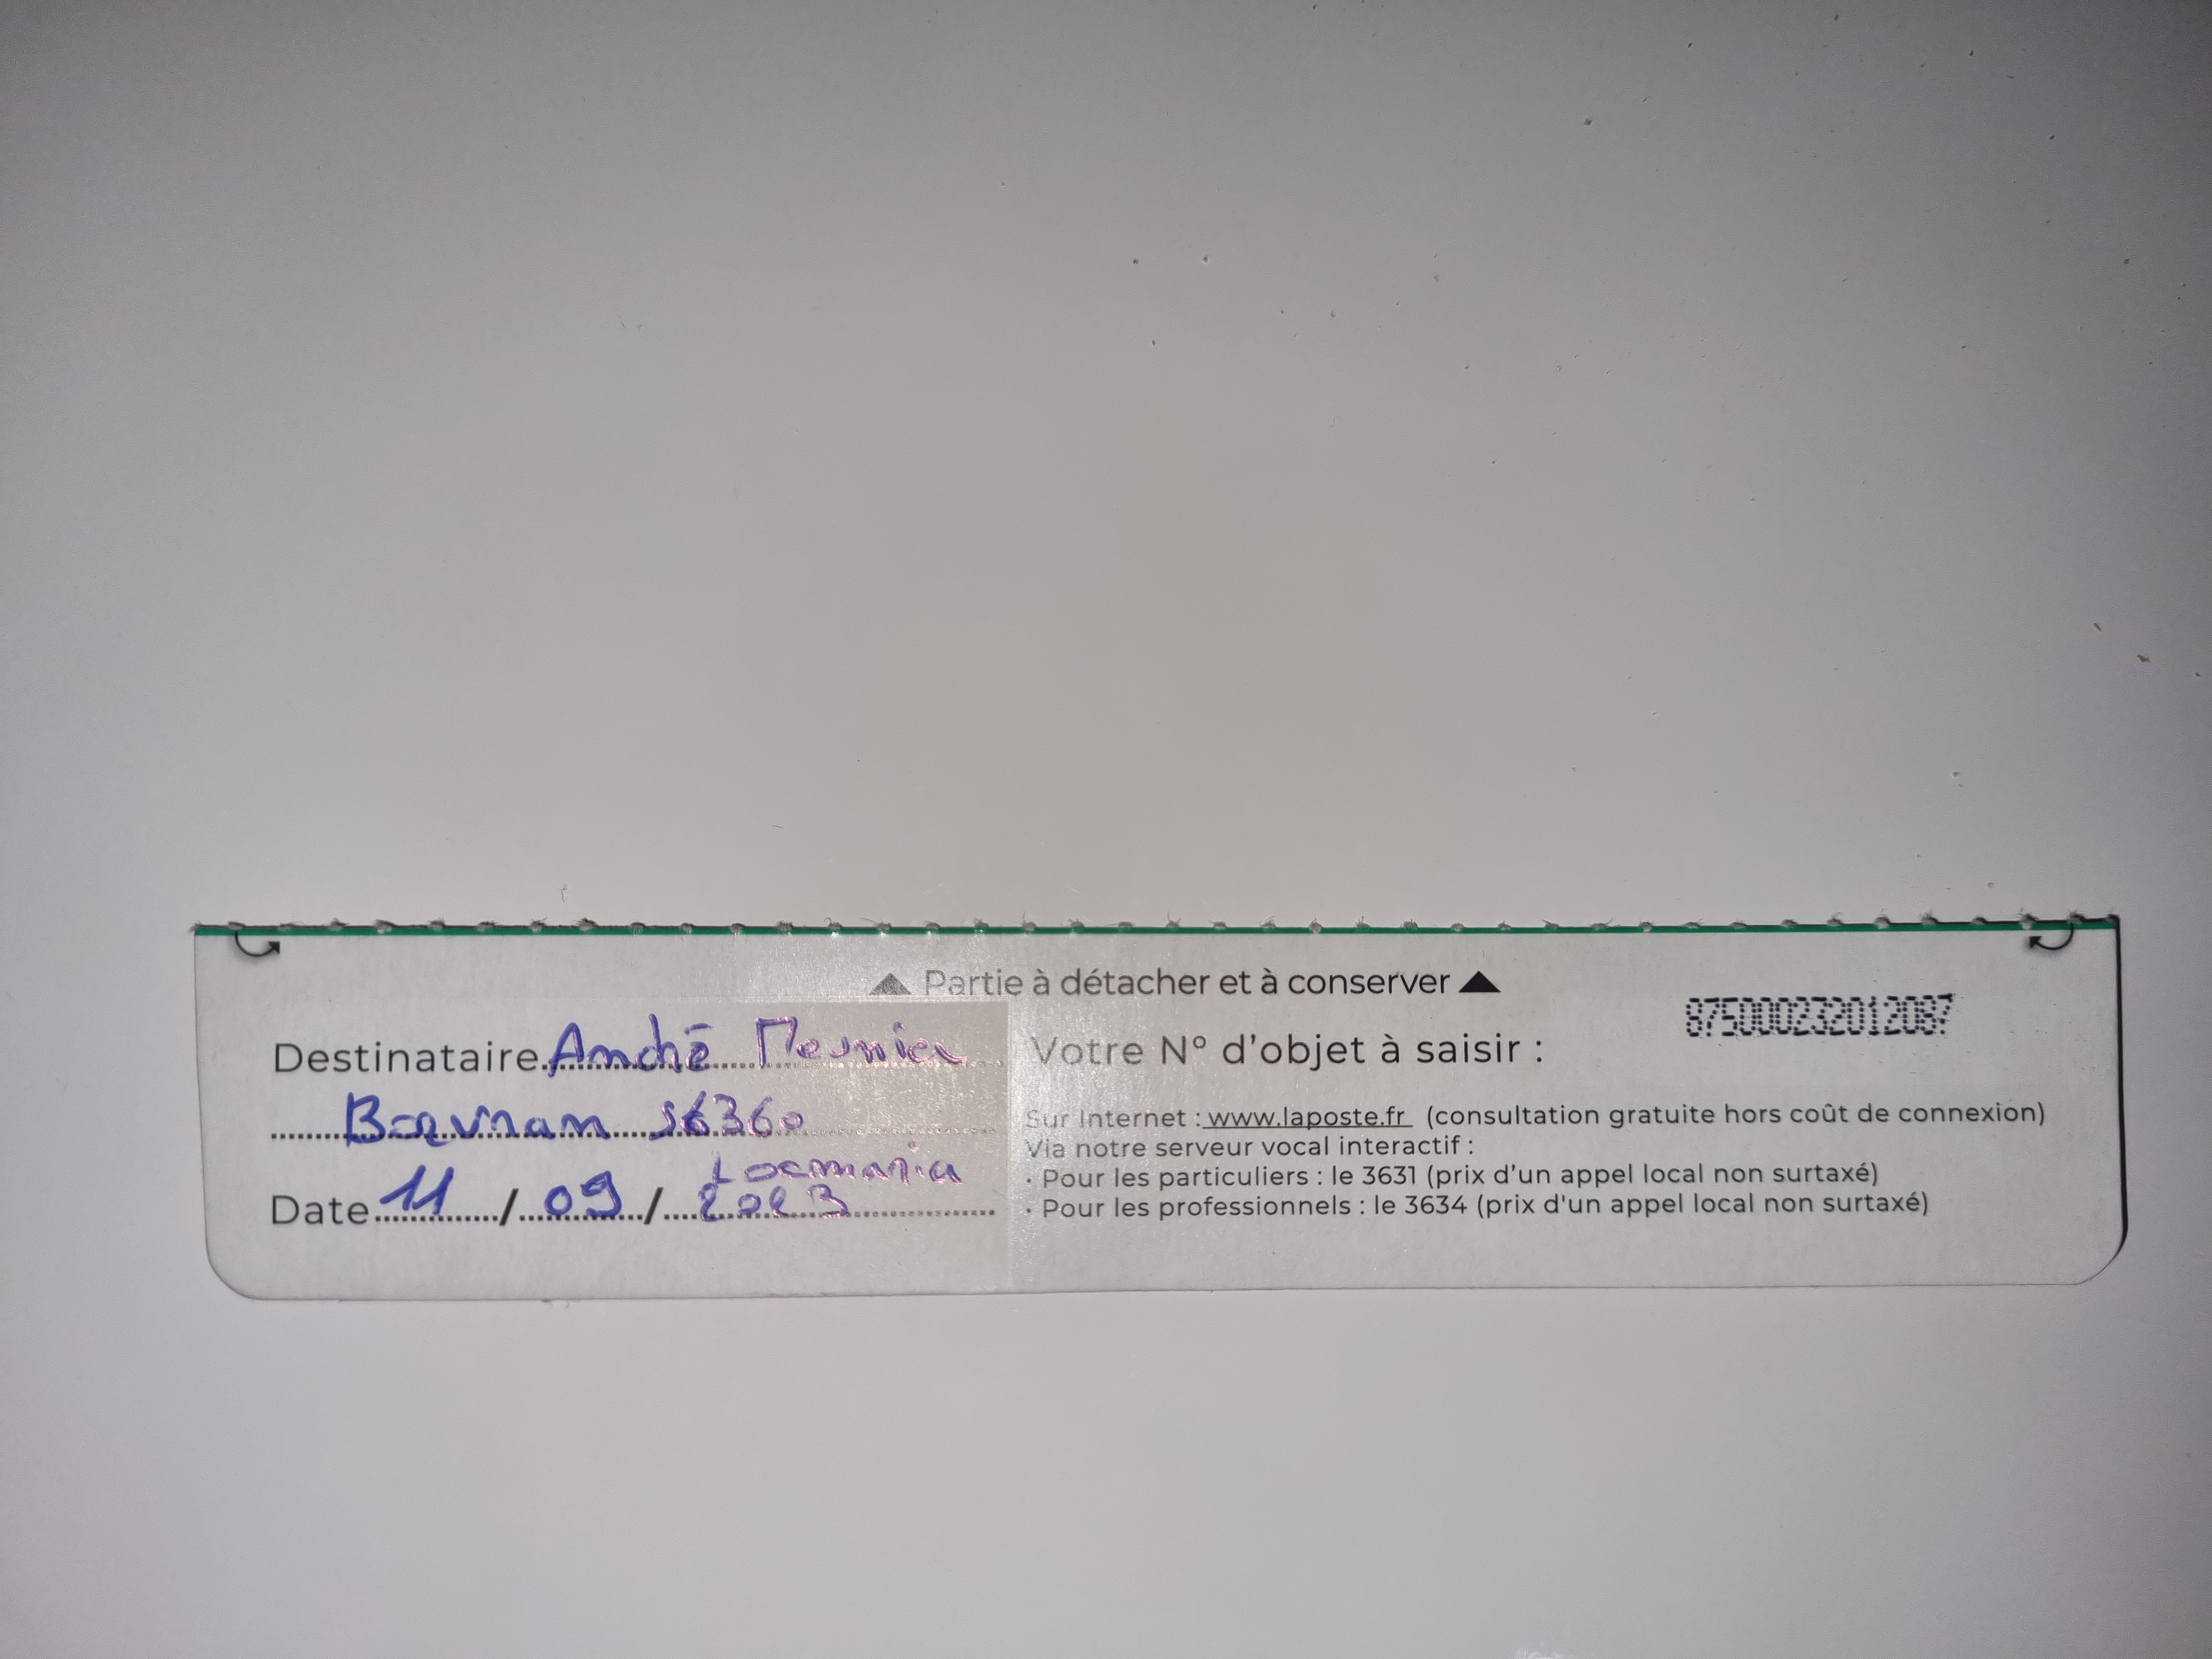 ▲ Partie à détacher et à conserver ▲
Destinataire André Meunier
Borvran 56360
Locmaria
Date 11 / 09 / 2023
87500023201208?
Votre N° d'objet à saisir :
Sur Internet : www.laposte.fr (consultation gratuite hors coût de connexion)
Via notre serveur vocal interactif :
· Pour les particuliers : le 3631 (prix d'un appel local non surtaxé)
· Pour les professionnels : le 3634 (prix d'un appel local non surtaxé)